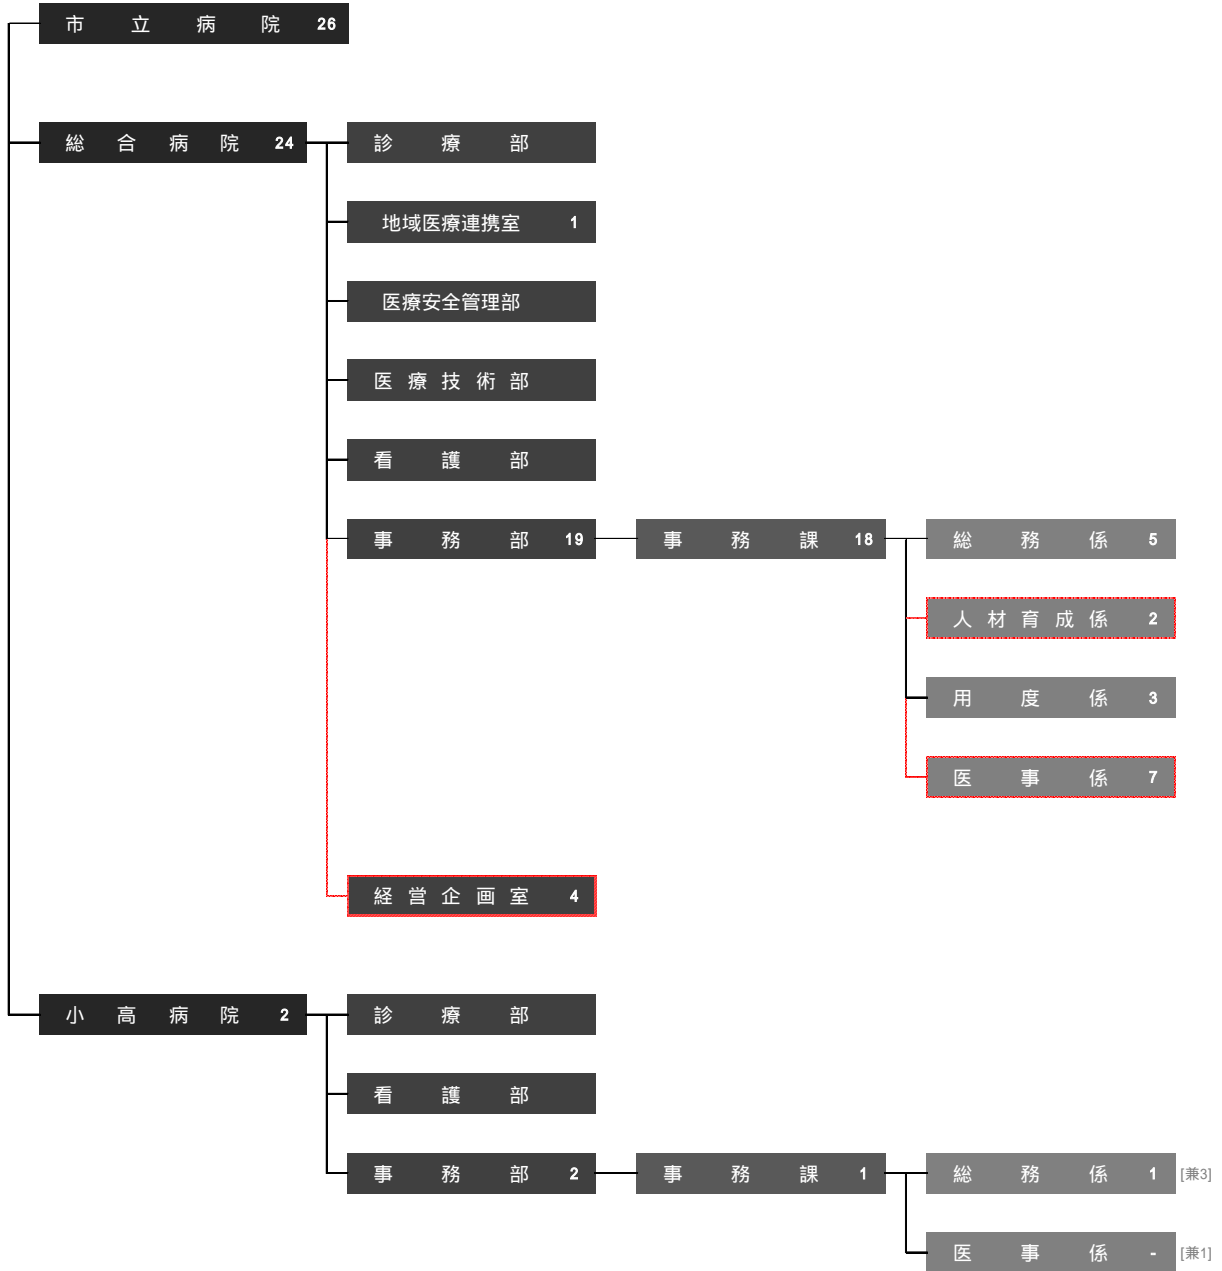 市立病院 26
総合病院 24 診療部
地域医療連携室 1
医療安全管理部
医療技術部
看護部
事務部 19 事務課 18 総務係 5
人材育成係 2
用度係 3
医事係 7
経営企画室 4
小高病院 2 診療部
看護部
事務部 2 事務課 1 総務係 1 [兼3]
医事係 - [兼1]